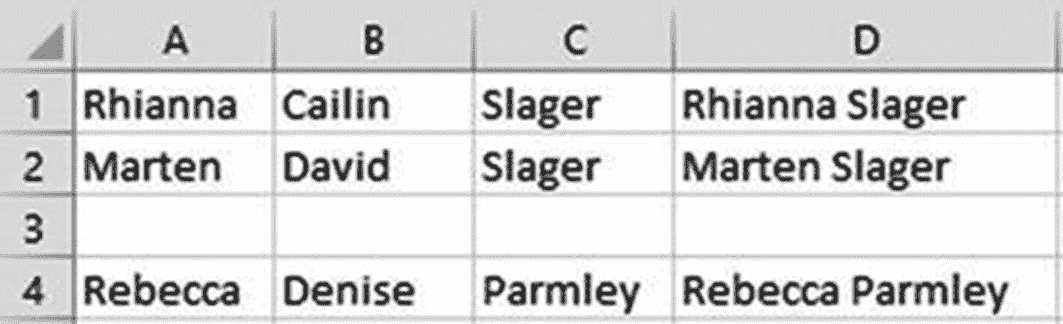 A B C D
1 Rhianna Cailin Slager Rhianna Slager
2 Marten David Slager Marten Slager
3
4 Rebecca Denise Parmley Rebecca Parmley